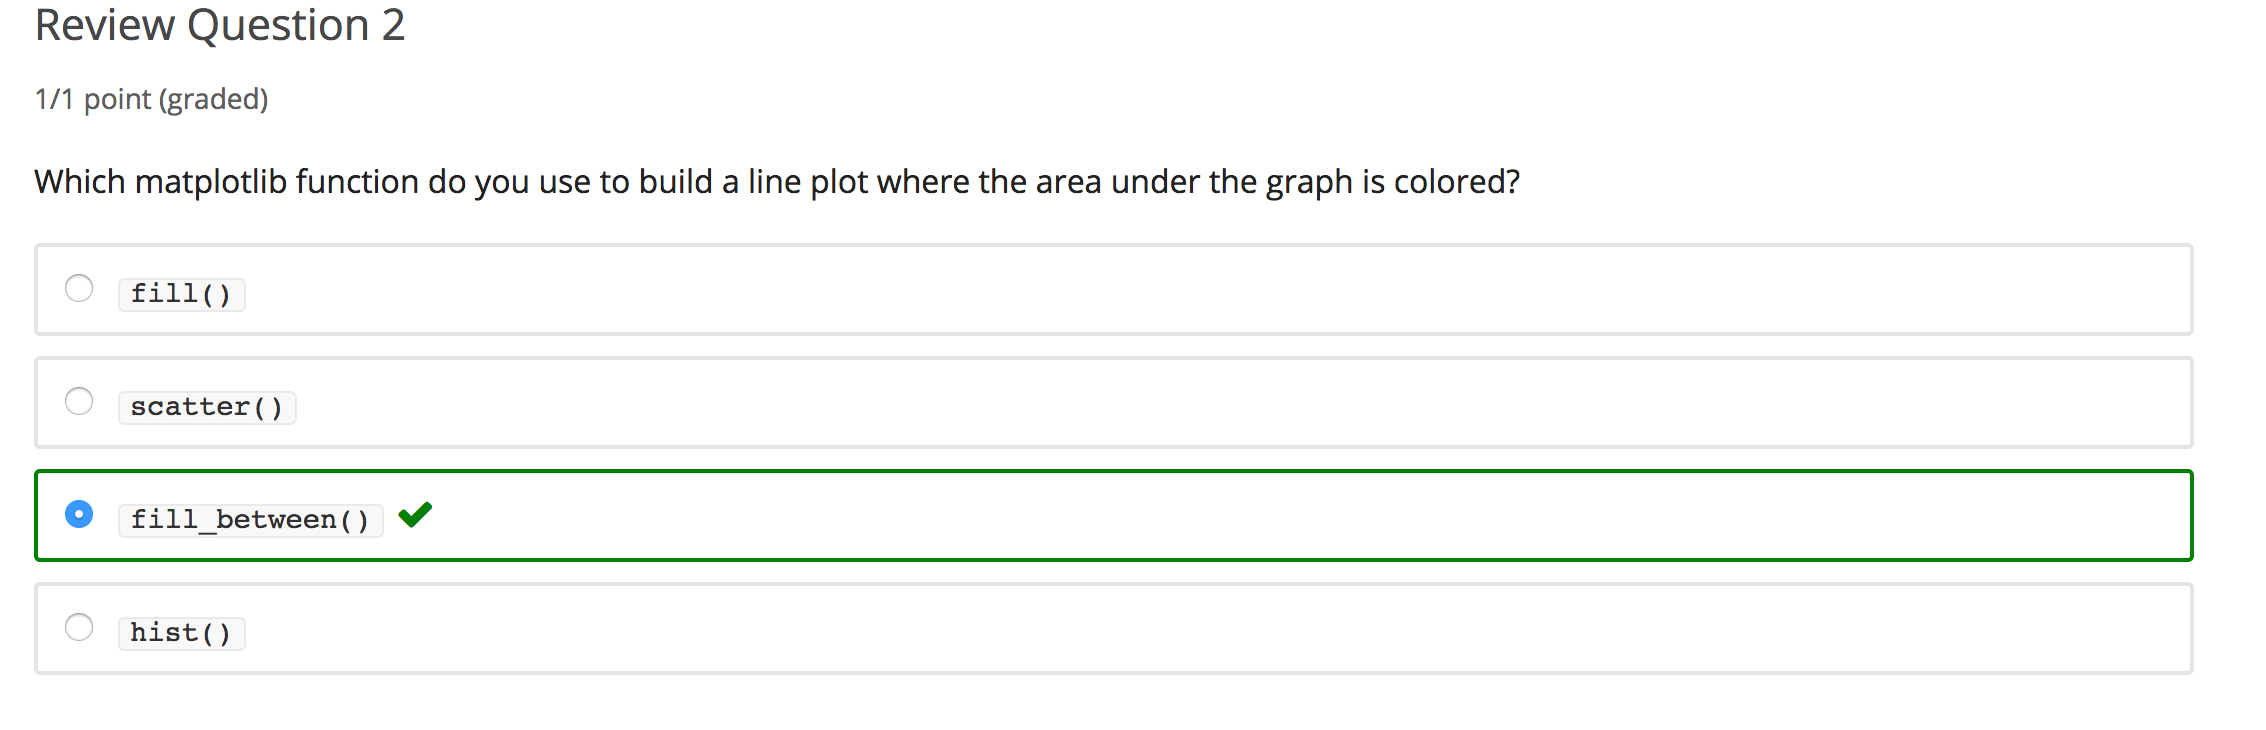 Review Question 2
1/1 point (graded)
Which matplotlib function do you use to build a line plot where the area under the graph is colored?
fill()
scatter()
fill_between()
hist()